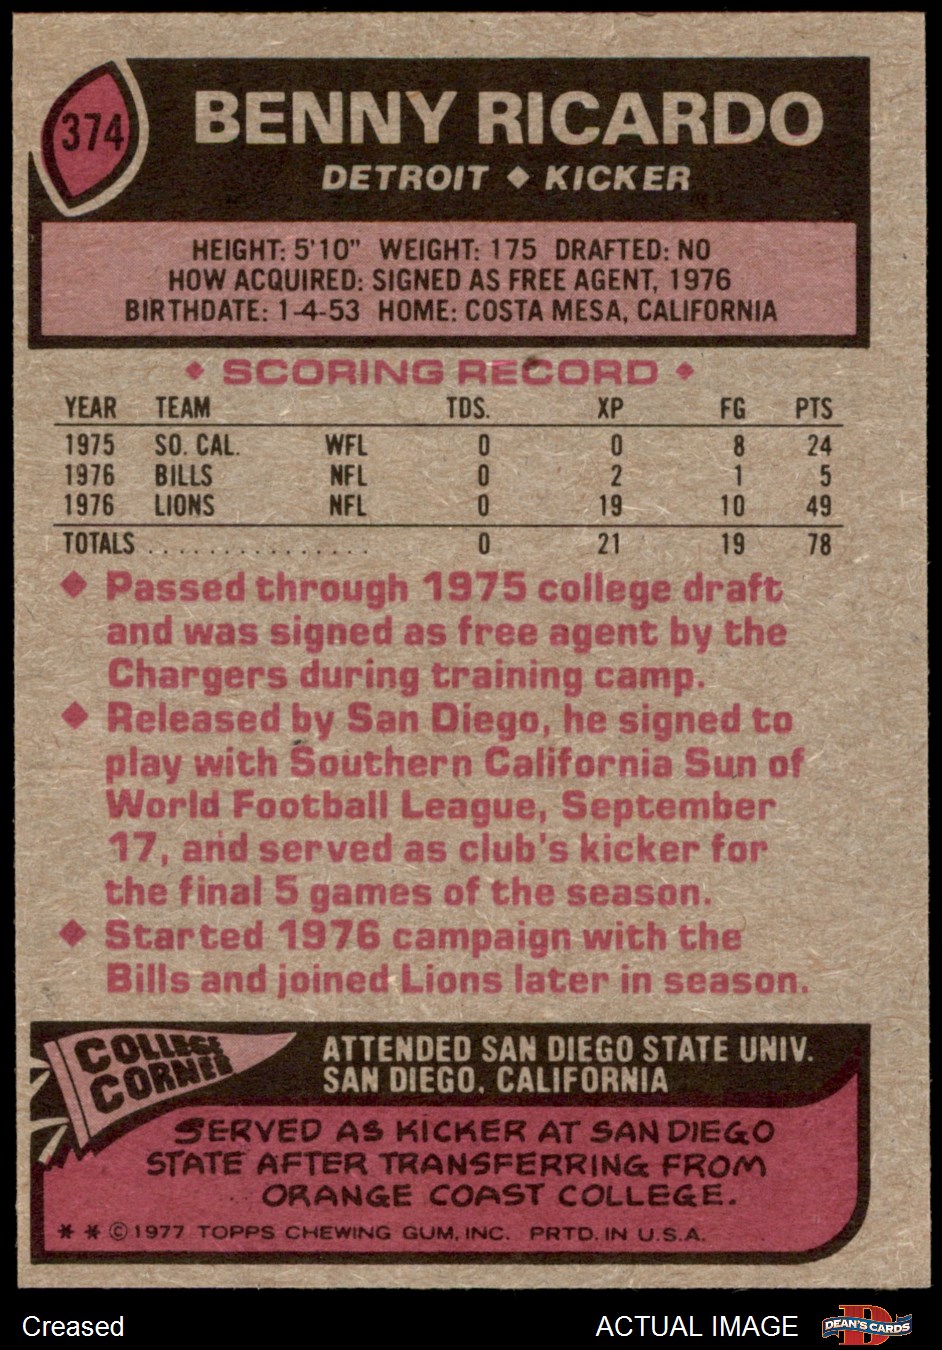 374
BENNY RICARDO
DETROIT ♦ KICKER
HEIGHT: 5'10" WEIGHT: 175 DRAFTED: NO
HOW ACQUIRED: SIGNED AS FREE AGENT, 1976
BIRTHDATE: 1-4-53 HOME: COSTA MESA, CALIFORNIA
♦ SCORING RECORD ♦
YEAR TEAM TDS. XP FG PTS
1975 SO. CAL. WFL 0 0 8 24
1976 BILLS NFL 0 2 1 5
1976 LIONS NFL 0 19 10 49
TOTALS . . . . . . . . . . . . . . . 0 21 19 78
♦ Passed through 1975 college draft
and was signed as free agent by the
Chargers during training camp.
♦ Released by San Diego, he signed to
play with Southern California Sun of
World Football League, September
17, and served as club's kicker for
the final 5 games of the season.
♦ Started 1976 campaign with the
Bills and joined Lions later in season.
COLLEGE
CORNER
ATTENDED SAN DIEGO STATE UNIV.
SAN DIEGO, CALIFORNIA
SERVED AS KICKER AT SAN DIEGO
STATE AFTER TRANSFERRING FROM
ORANGE COAST COLLEGE.
* * © 1977 TOPPS CHEWING GUM, INC. PRTD. IN U.S.A.
Creased
ACTUAL IMAGE
D
DEAN'S CARDS